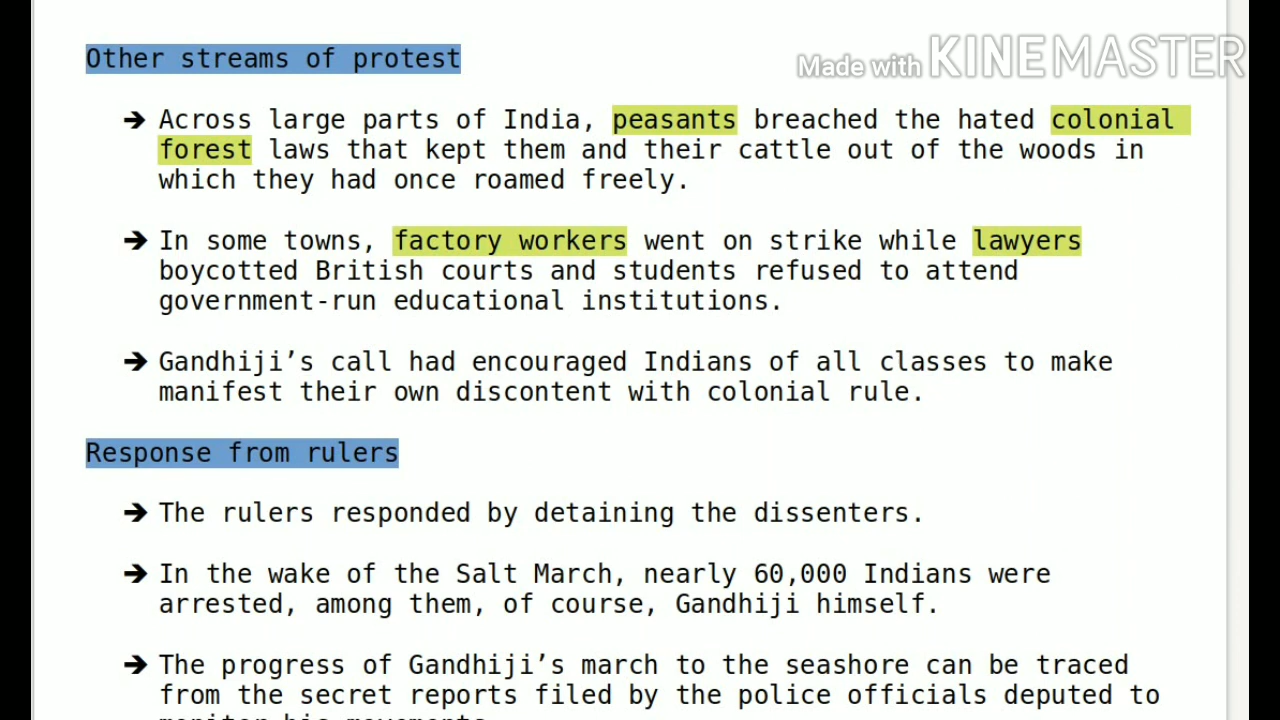 Other streams of protest
Made with KINEMASTER
➔ Across large parts of India, peasants breached the hated colonial
forest laws that kept them and their cattle out of the woods in
which they had once roamed freely.
➔ In some towns, factory workers went on strike while lawyers
boycotted British courts and students refused to attend
government-run educational institutions.
➔ Gandhiji’s call had encouraged Indians of all classes to make
manifest their own discontent with colonial rule.
Response from rulers
➔ The rulers responded by detaining the dissenters.
➔ In the wake of the Salt March, nearly 60,000 Indians were
arrested, among them, of course, Gandhiji himself.
➔ The progress of Gandhiji’s march to the seashore can be traced
from the secret reports filed by the police officials deputed to
monitor his movements